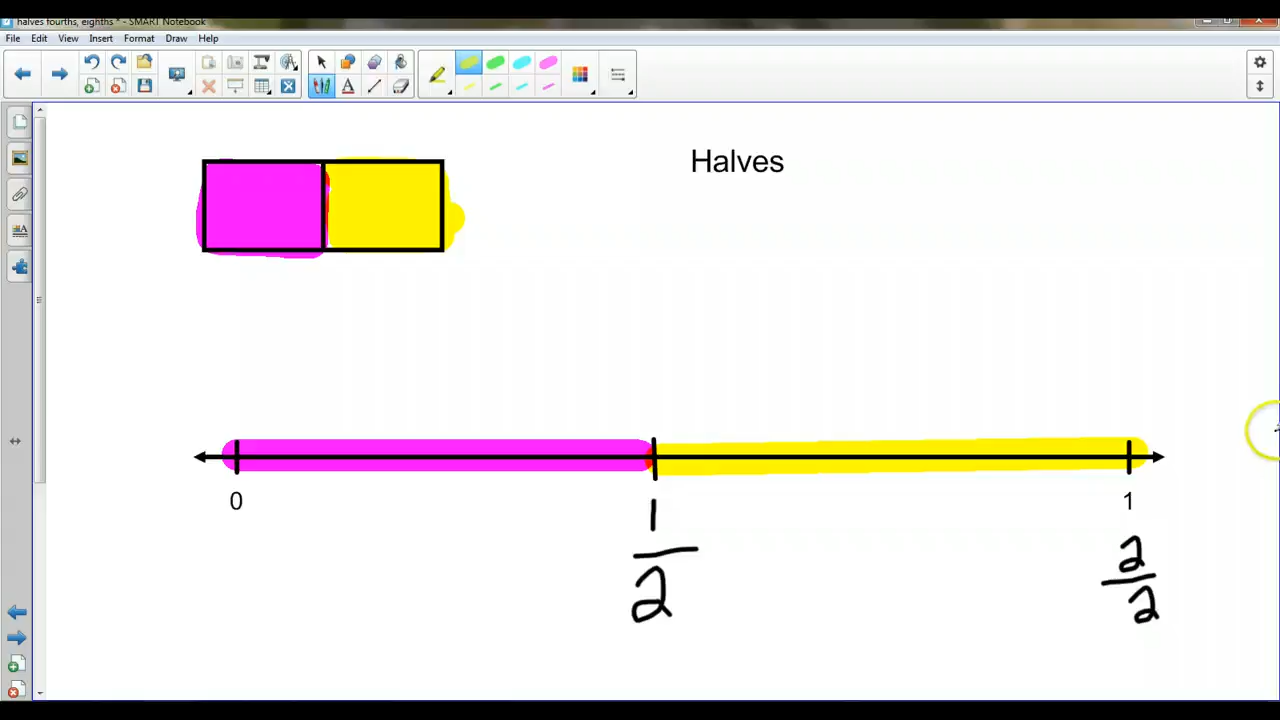 halves fourths, eighths * - SMART Notebook
File Edit View Insert Format Draw Help
Halves
0 1
1
2
2
2